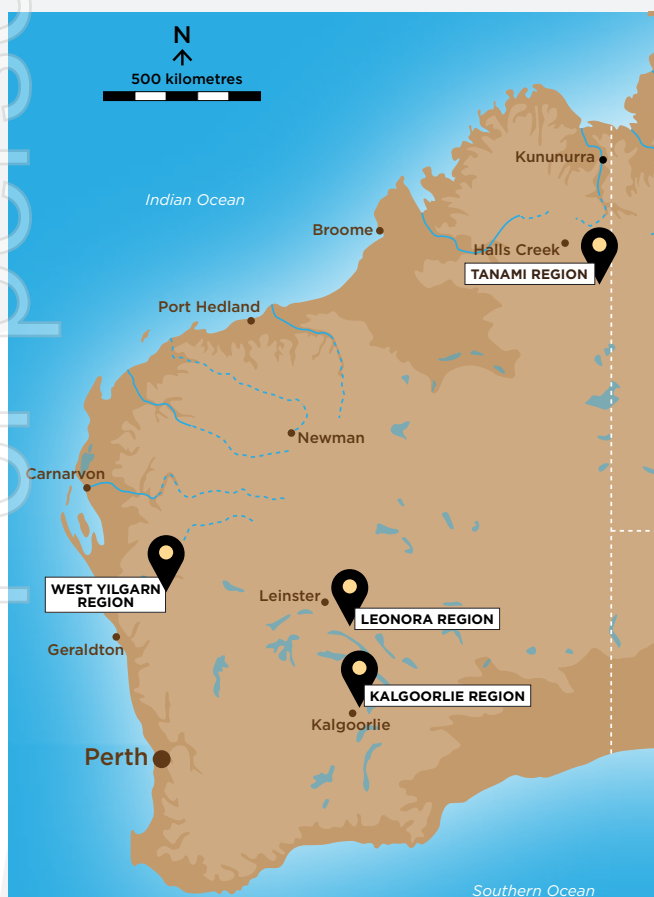 N
500 kilometres
Kununurra
Indian Ocean
Broome
Halls Creek
TANAMI REGION
Port Hedland
Newman
Carnarvon
WEST YILGARN
REGION
Leinster
LEONORA REGION
Geraldton
KALGOORLIE REGION
Kalgoorlie
Perth
Southern Ocean